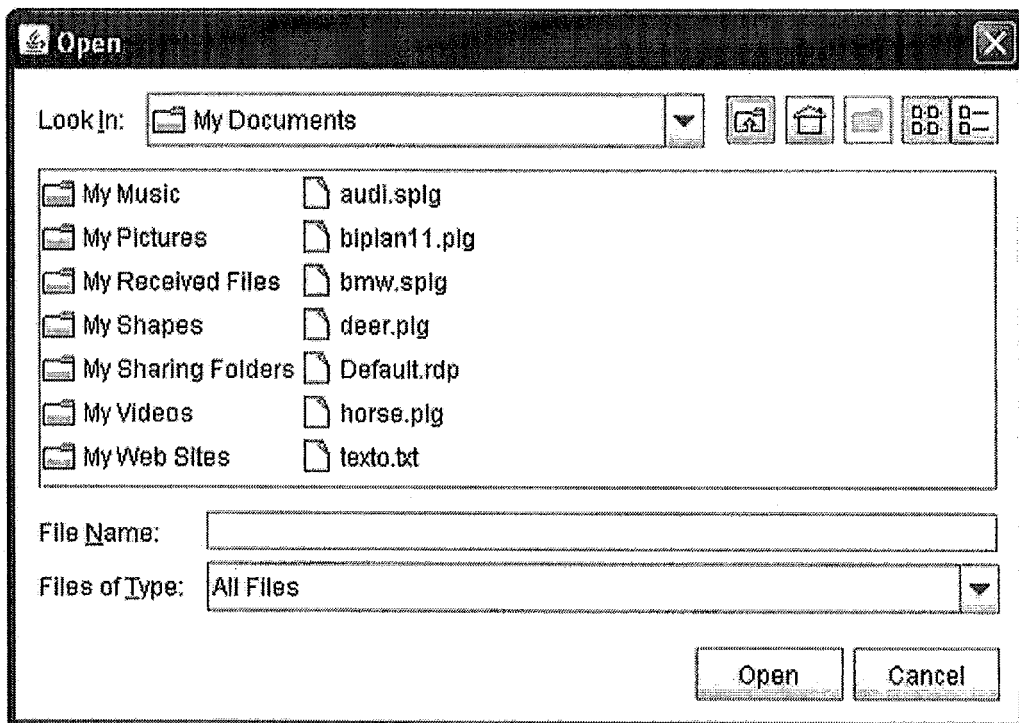 Open
Look In: My Documents
My Music
My Pictures
My Received Files
My Shapes
My Sharing Folders
My Videos
My Web Sites
audi.splg
biplan11.plg
bmw.splg
deer.plg
Default.rdp
horse.plg
texto.txt
File Name:
Files of Type: All Files
Open Cancel